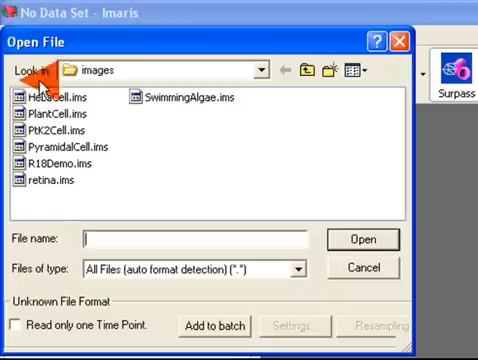 No Data Set - Imaris
Open File
Look in
images
HeLaCell.ims
SwimmingAlgae.ims
PlantCell.ims
PtK2Cell.ims
PyramidalCell.ims
R18Demo.ims
retina.ims
Surpass
File name:
Open
Files of type:
All Files (auto format detection) (*.*)
Cancel
Unknown File Format
Read only one Time Point.
Add to batch
Settings...
Resampling